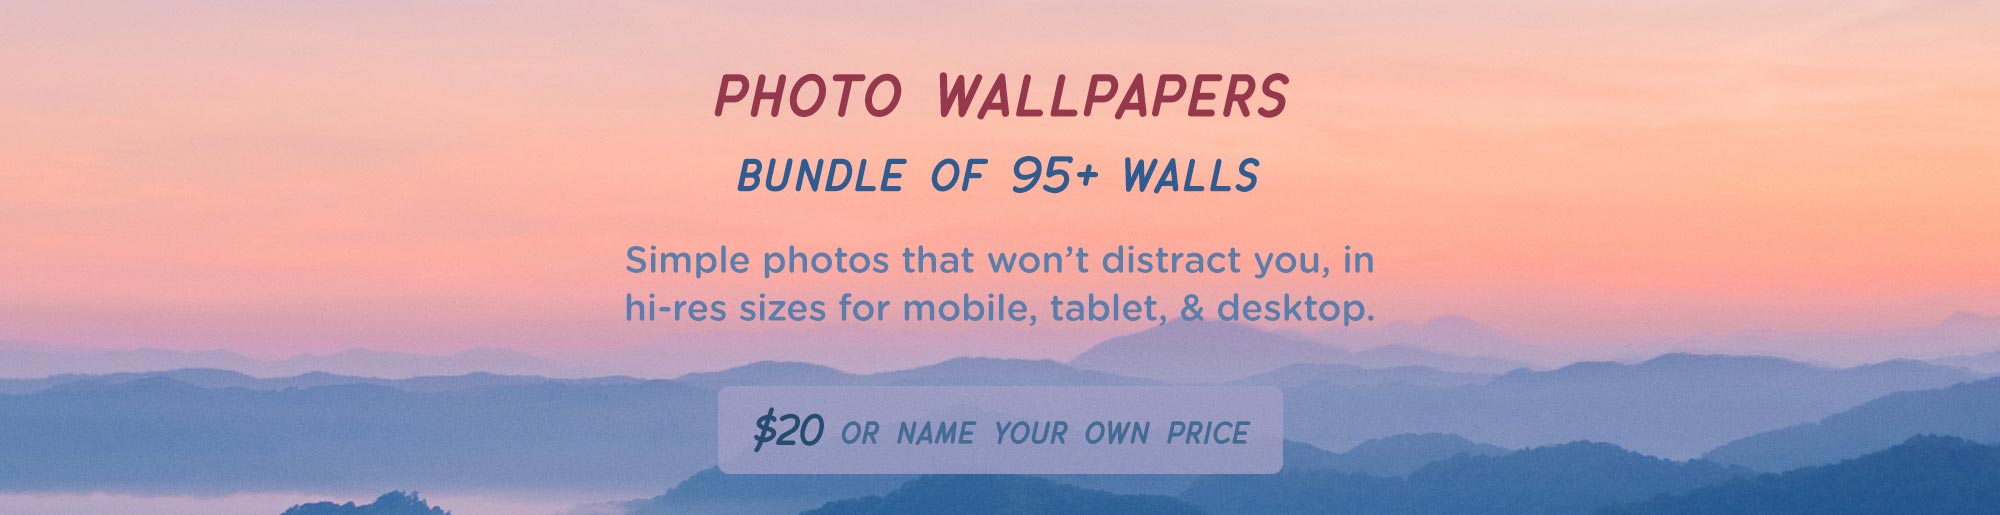 PHOTO WALLPAPERS
BUNDLE OF 95+ WALLS
Simple photos that won’t distract you, in
hi-res sizes for mobile, tablet, & desktop.
$20 OR NAME YOUR OWN PRICE